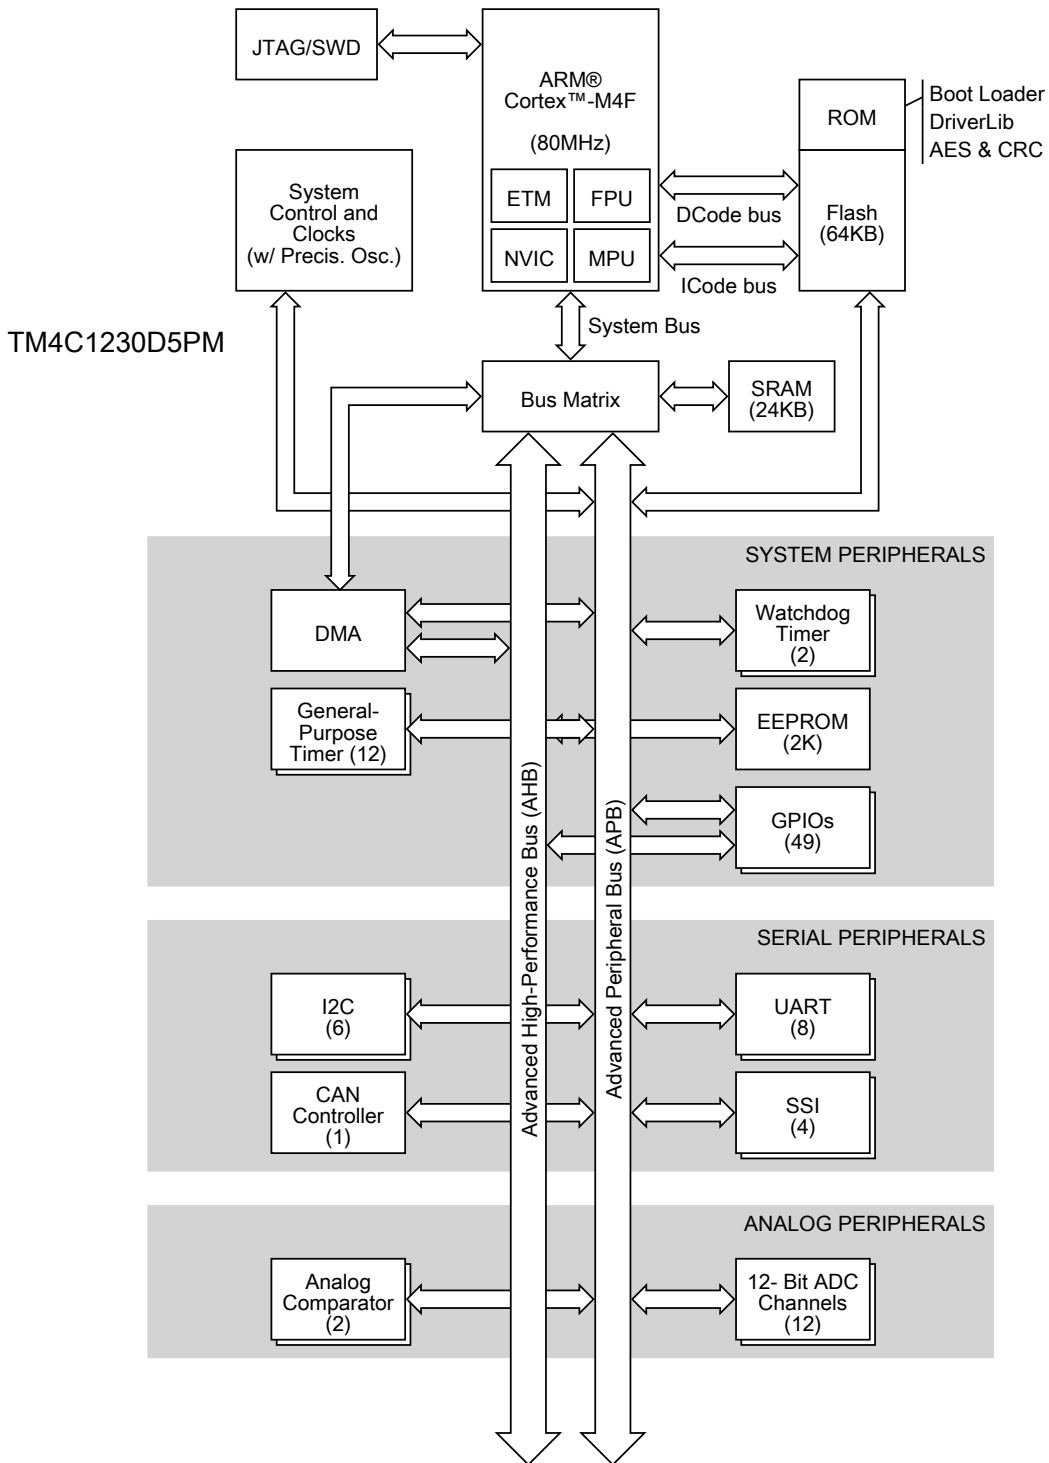 JTAG/SWD
ARM®
Cortex™-M4F
(80MHz)
ETM
FPU
NVIC
MPU
ROM
Boot Loader
DriverLib
AES & CRC
Flash
(64KB)
DCode bus
ICode bus
System
Control and
Clocks
(w/ Precis. Osc.)
TM4C1230D5PM
System Bus
Bus Matrix
SRAM
(24KB)
SYSTEM PERIPHERALS
DMA
Watchdog
Timer
(2)
General-
Purpose
Timer (12)
EEPROM
(2K)
GPIOs
(49)
Advanced High-Performance Bus (AHB)
Advanced Peripheral Bus (APB)
SERIAL PERIPHERALS
I2C
(6)
UART
(8)
CAN
Controller
(1)
SSI
(4)
ANALOG PERIPHERALS
Analog
Comparator
(2)
12- Bit ADC
Channels
(12)